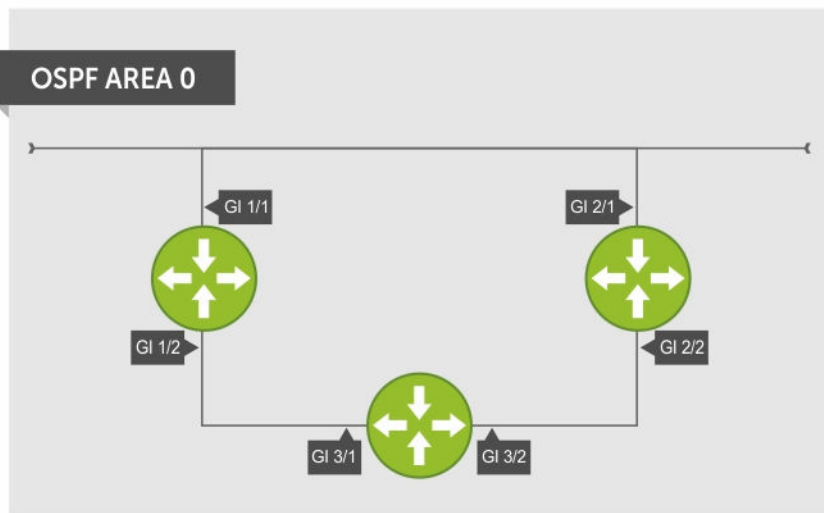 OSPF AREA 0
GI 1/1
GI 2/1
GI 1/2
GI 2/2
GI 3/1
GI 3/2